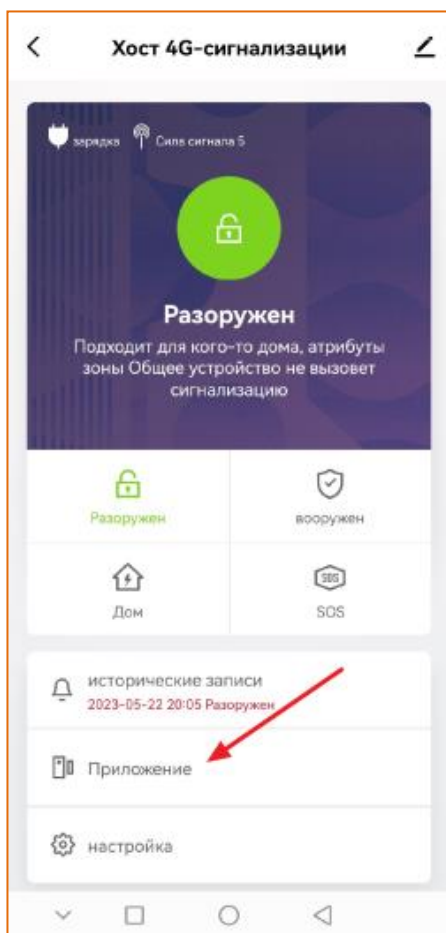 Хост 4G-сигнализации
зарядка Сила сигнала 5
Разоружен
Подходит для кого-то дома, атрибуты
зоны Общее устройство не вызовет
сигнализацию
Разоружен вооружен
Дом SOS
исторические записи
2023-05-22 20:05 Разоружен
Приложение
настройка